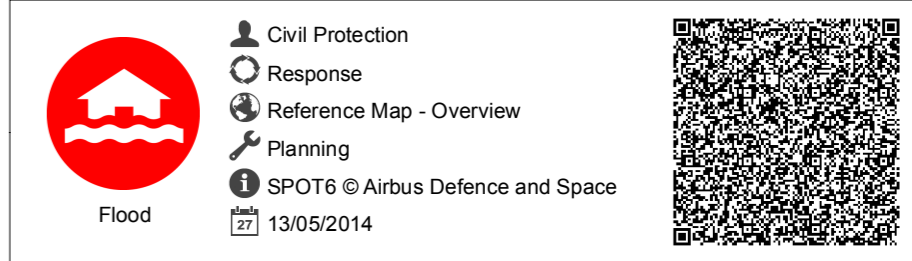 Civil Protection
Response
Reference Map - Overview
Planning
SPOT6 © Airbus Defence and Space
27 13/05/2014
Flood